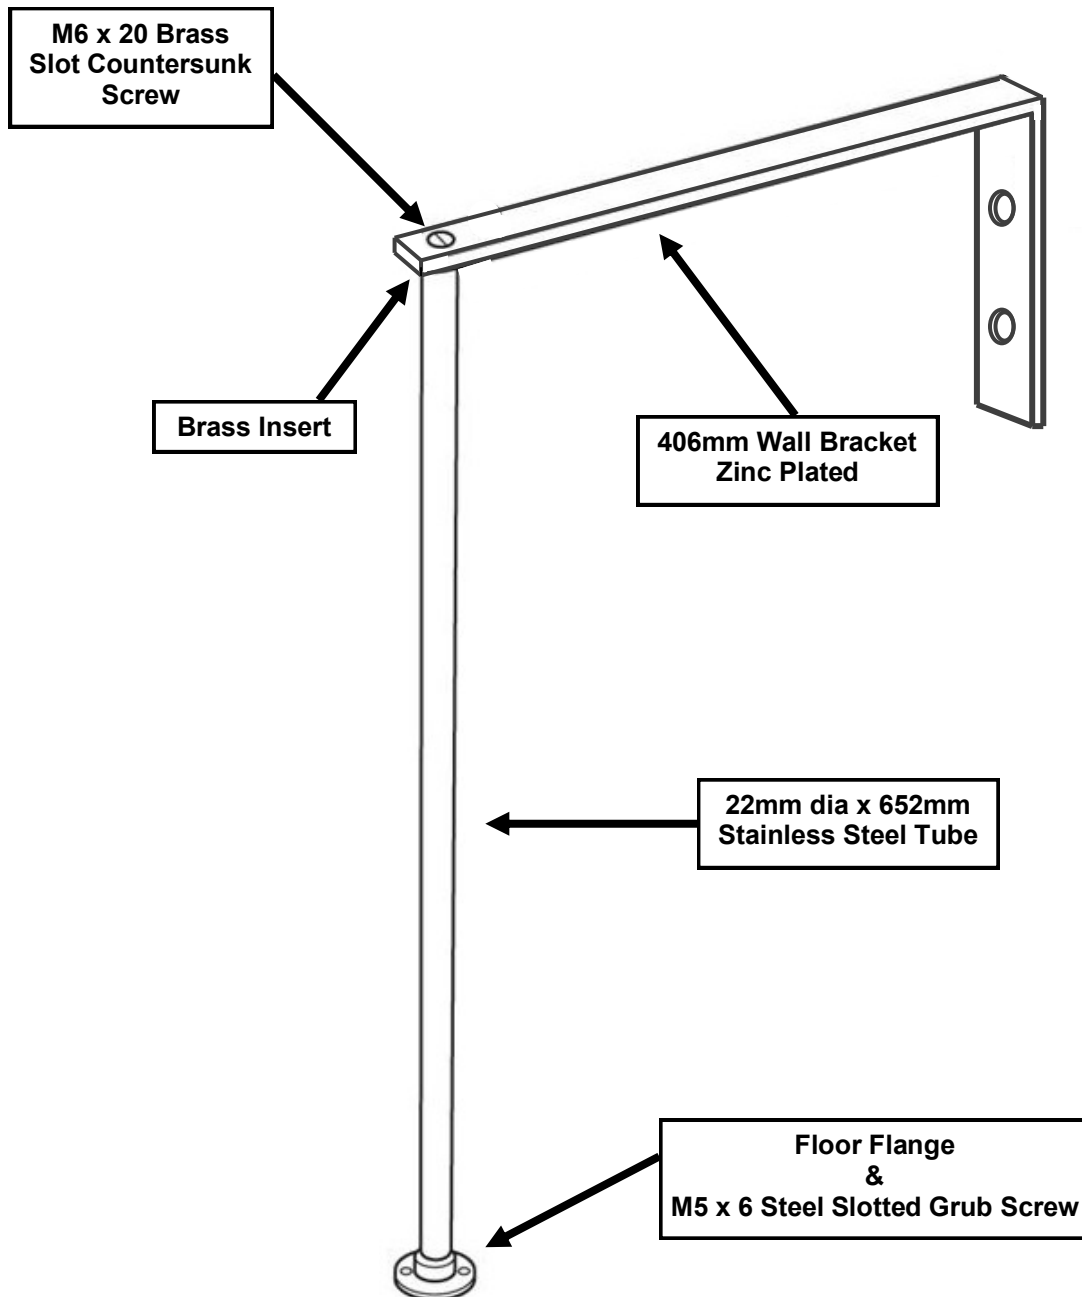 M6 x 20 Brass
Slot Countersunk
Screw
Brass Insert
406mm Wall Bracket
Zinc Plated
22mm dia x 652mm
Stainless Steel Tube
Floor Flange
&
M5 x 6 Steel Slotted Grub Screw